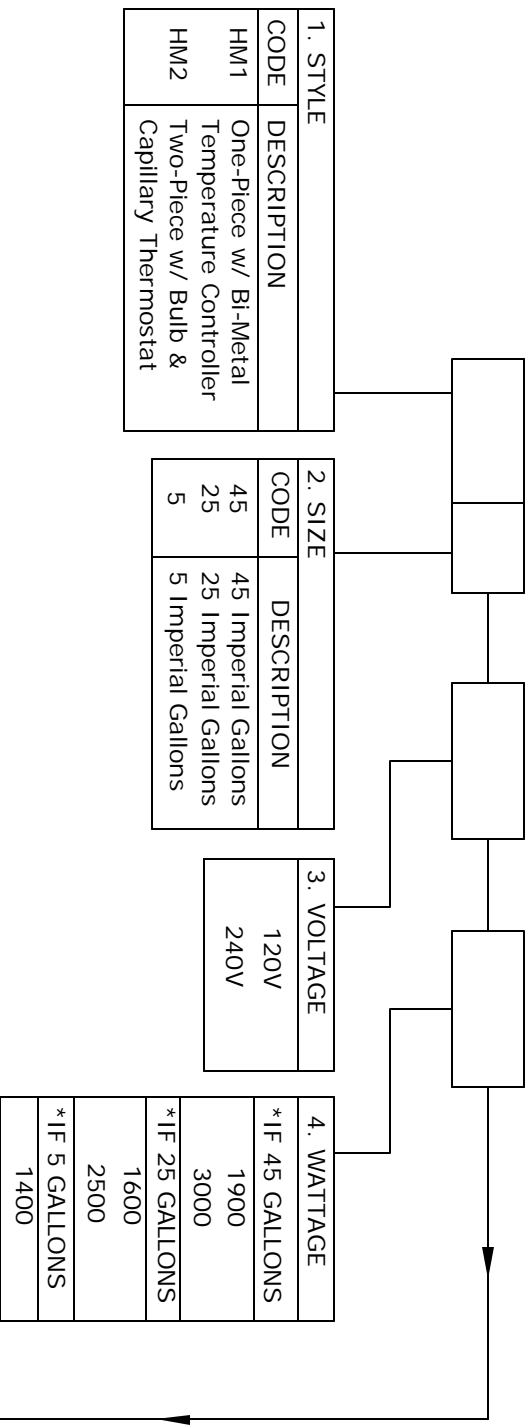 1. STYLE
CODE DESCRIPTION
HM1 One-Piece w/ Bi-Metal
Temperature Controller
HM2 Two-Piece w/ Bulb &
Capillary Thermostat
2. SIZE
CODE DESCRIPTION
45 45 Imperial Gallons
25 25 Imperial Gallons
5 5 Imperial Gallons
3. VOLTAGE
120V
240V
4. WATTAGE
*IF 45 GALLONS
1900
3000
*IF 25 GALLONS
1600
2500
*IF 5 GALLONS
1400